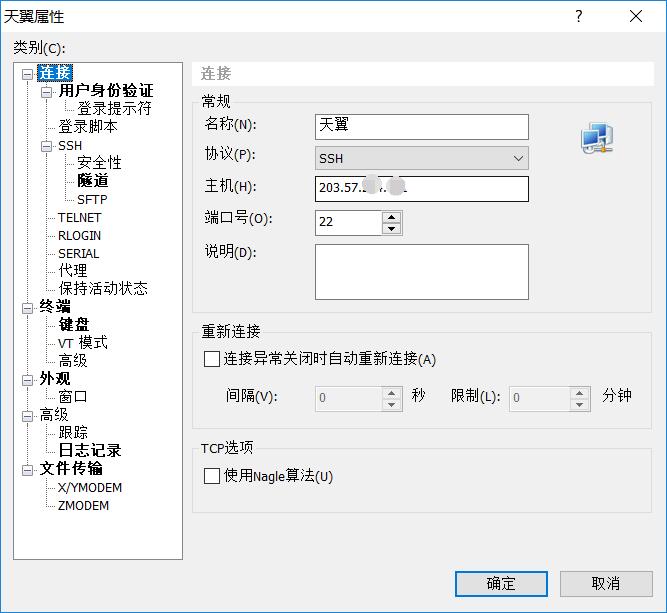 天翼属性
类别(C):
连接
用户身份验证
登录提示符
登录脚本
SSH
安全性
隧道
SFTP
TELNET
RLOGIN
SERIAL
代理
保持活动状态
终端
键盘
VT 模式
高级
外观
窗口
高级
跟踪
日志记录
文件传输
X/YMODEM
ZMODEM
连接
常规
名称(N):
天翼
协议(P):
SSH
主机(H):
203.57.
端口号(O):
22
说明(D):
重新连接
连接异常关闭时自动重新连接(A)
间隔(V): 0 秒 限制(L): 0 分钟
TCP选项
使用Nagle算法(U)
确定 取消